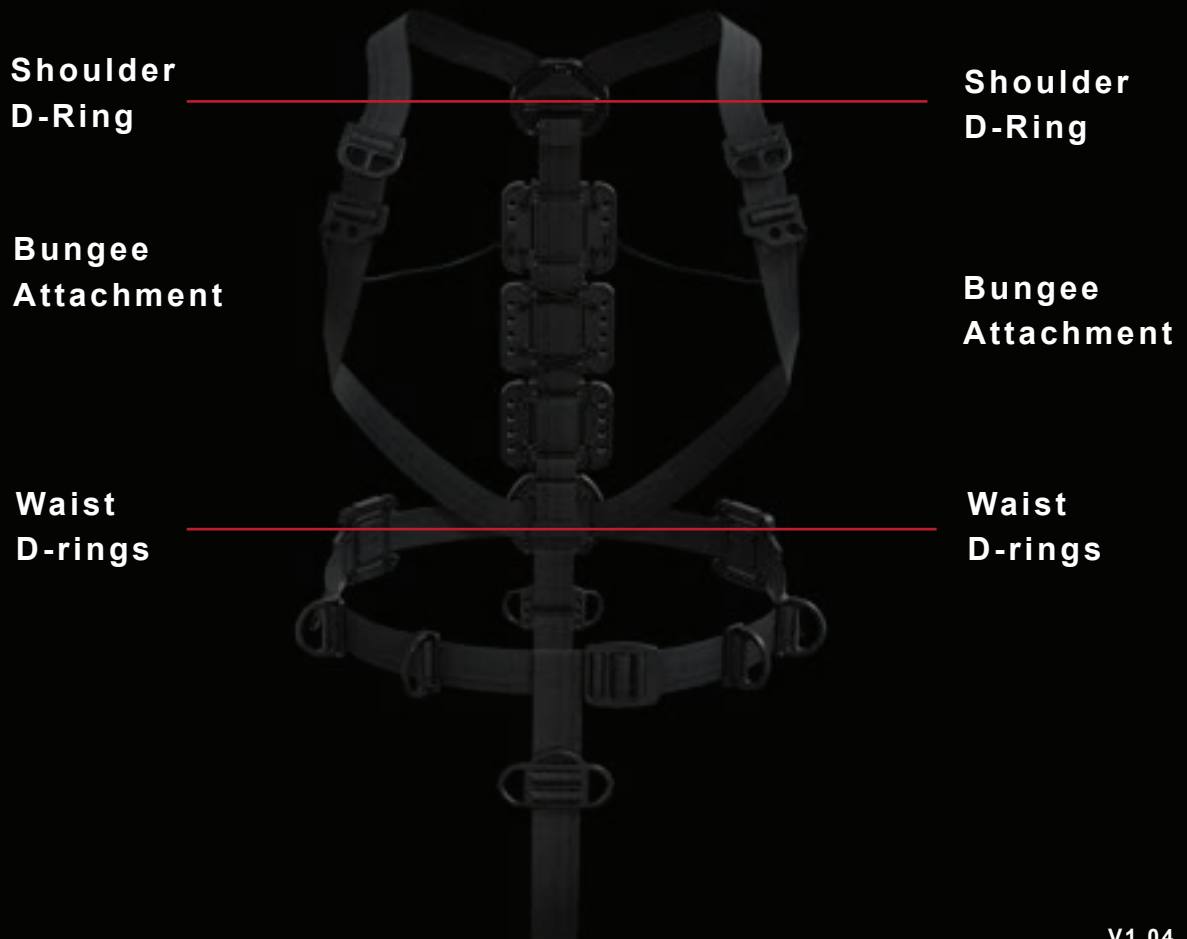 Shoulder
D-Ring
Shoulder
D-Ring
Bungee
Attachment
Bungee
Attachment
Waist
D-rings
Waist
D-rings
V1.04